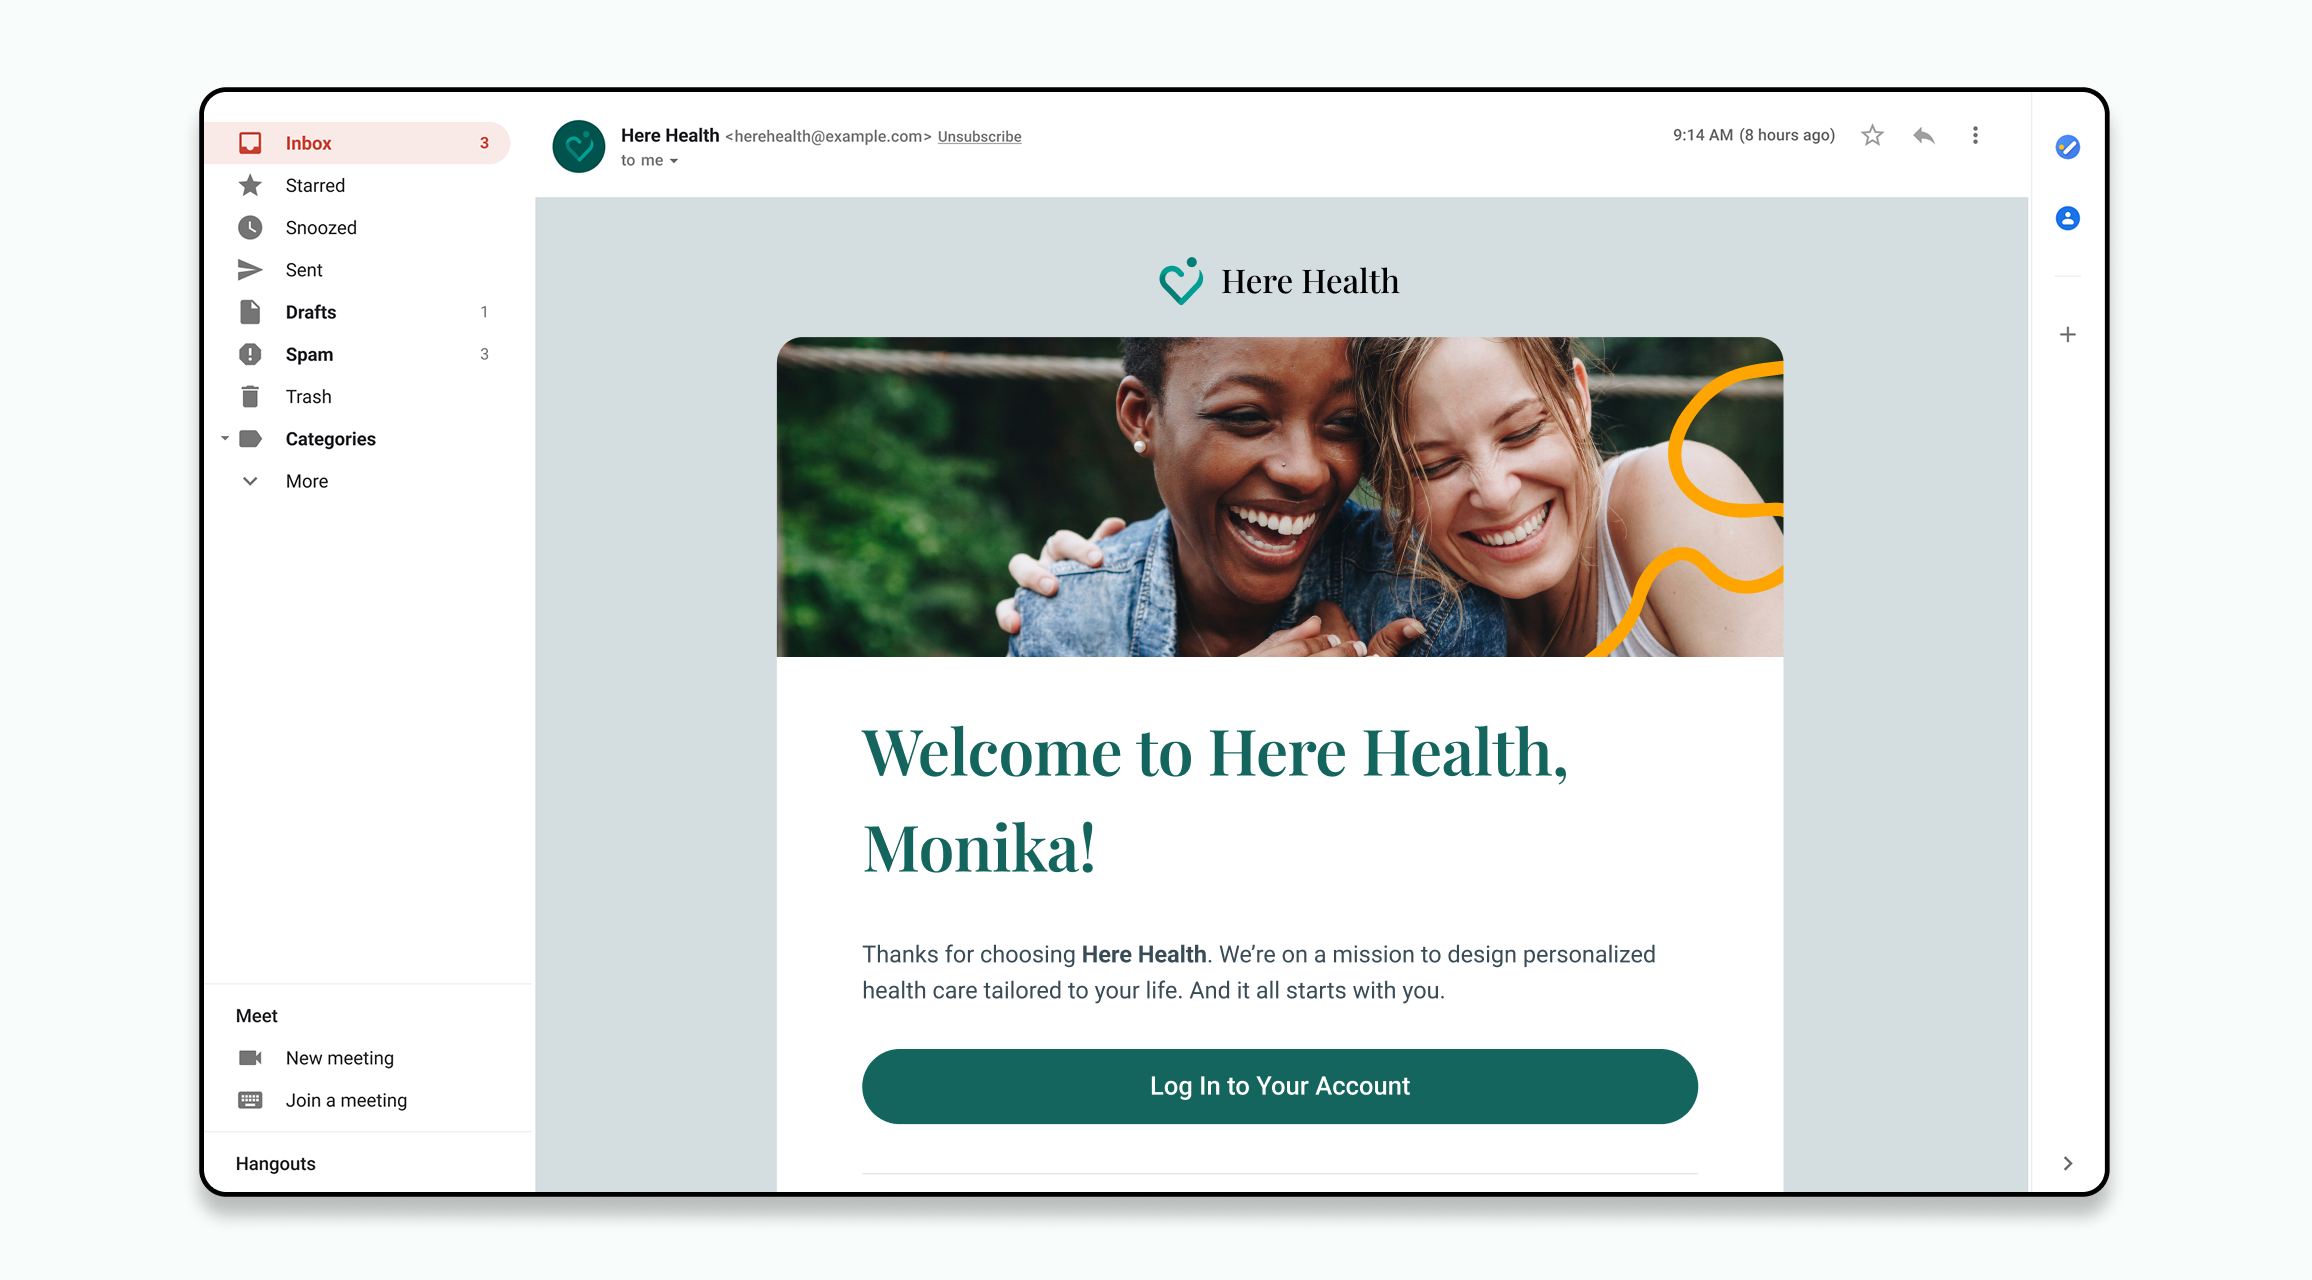 Inbox 3
Starred
Snoozed
Sent
Drafts 1
Spam 3
Trash
Categories
More
Meet
New meeting
Join a meeting
Hangouts
Here Health <herehealth@example.com> Unsubscribe
to me
9:14 AM (8 hours ago)
Here Health
Welcome to Here Health,
Monika!
Thanks for choosing Here Health. We’re on a mission to design personalized
health care tailored to your life. And it all starts with you.
Log In to Your Account